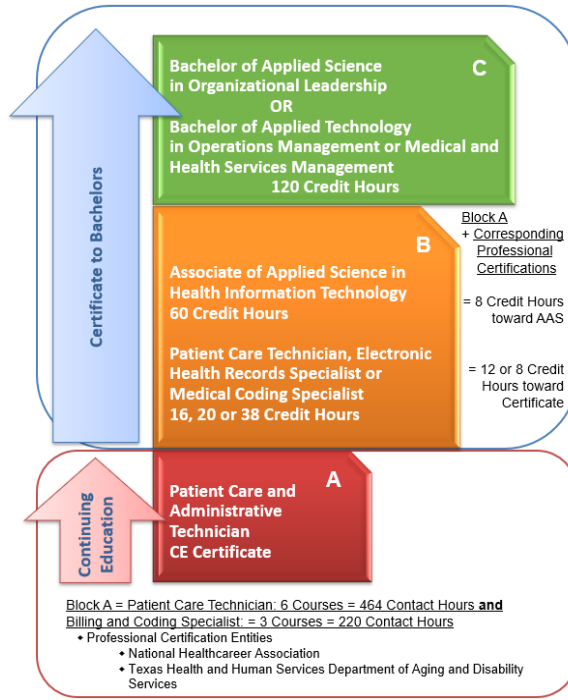 Certificate to Bachelors
Bachelor of Applied Science
in Organizational Leadership
OR
Bachelor of Applied Technology
in Operations Management or Medical and
Health Services Management
120 Credit Hours
C
Associate of Applied Science in
Health Information Technology
60 Credit Hours
Patient Care Technician, Electronic
Health Records Specialist or
Medical Coding Specialist
16, 20 or 38 Credit Hours
B
Block A
+ Corresponding
Professional
Certifications
= 8 Credit Hours
toward AAS
= 12 or 8 Credit
Hours toward
Certificate
Continuing
Education
Patient Care and
Administrative
Technician
CE Certificate
A
Block A = Patient Care Technician: 6 Courses = 464 Contact Hours and
Billing and Coding Specialist: = 3 Courses = 220 Contact Hours
◆ Professional Certification Entities
◆ National Healthcareer Association
◆ Texas Health and Human Services Department of Aging and Disability
Services